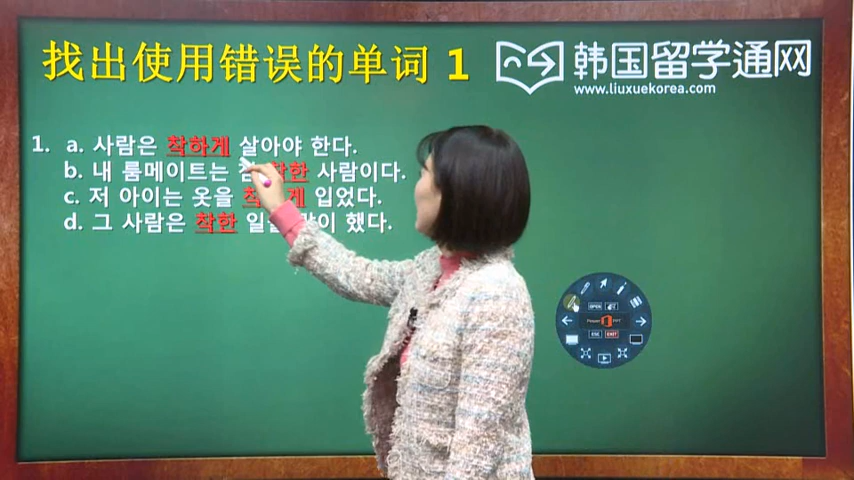 找出使用错误的单词 1
韩国留学通网
www.liuxuekorea.com
1. a. 사람은 착하게 살아야 한다.
b. 내 룸메이트는 사람이다.
c. 저 아이는 옷을 입었다.
d. 그 사람은 착한 했다.
OPEN
ESC EXIT